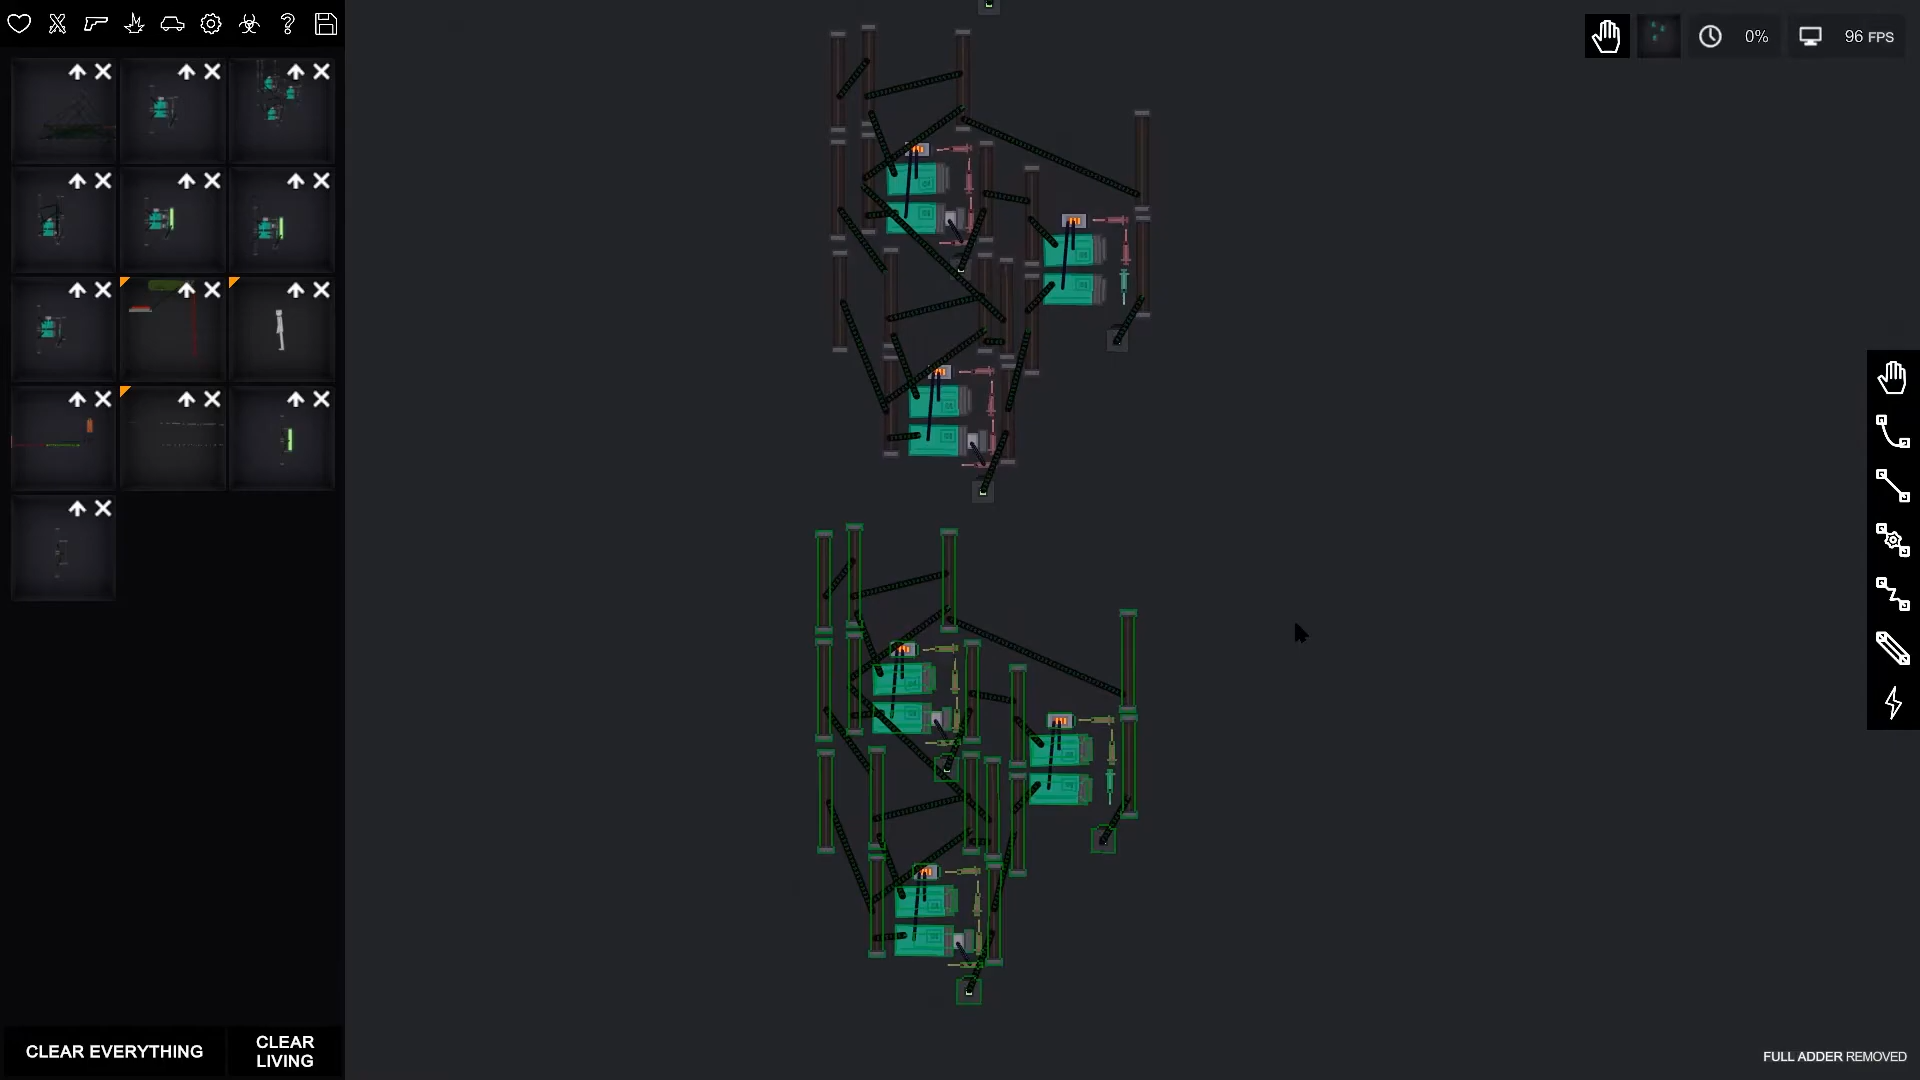 0%
96 FPS
CLEAR EVERYTHING
CLEAR
LIVING
FULL ADDER REMOVED